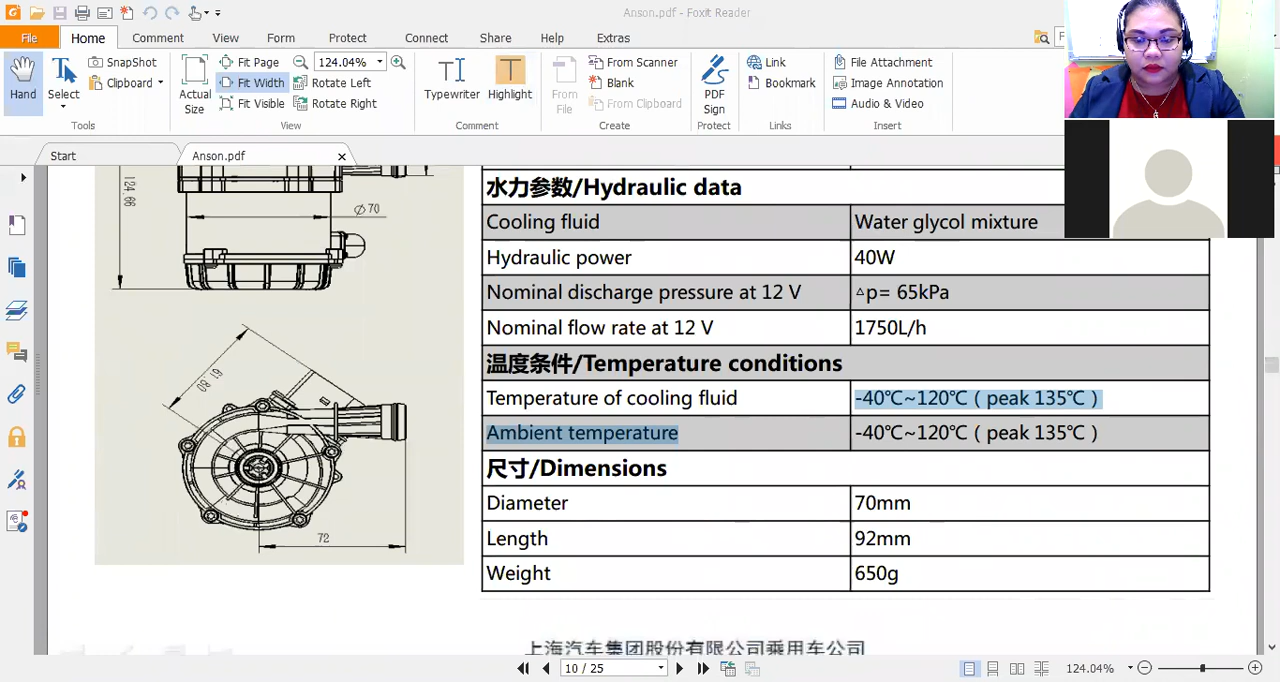 Anson.pdf - Foxit Reader
File Home Comment View Form Protect Connect Share Help Extras
Hand
Select
SnapShot
Clipboard
Tools
Actual Size
Fit Page
Fit Width
Fit Visible
124.04%
Rotate Left
Rotate Right
View
Typewriter
Highlight
Comment
From File
From Scanner
Blank
From Clipboard
Create
PDF Sign
Protect
Link
Bookmark
Links
File Attachment
Image Annotation
Audio & Video
Insert
Start
Anson.pdf
124.66
Ø70
61.80
72
水力参数/Hydraulic data
Cooling fluid Water glycol mixture
Hydraulic power 40W
Nominal discharge pressure at 12 V △p= 65kPa
Nominal flow rate at 12 V 1750L/h
温度条件/Temperature conditions
Temperature of cooling fluid -40℃~120℃ ( peak 135℃ )
Ambient temperature -40℃~120℃ ( peak 135℃ )
尺寸/Dimensions
Diameter 70mm
Length 92mm
Weight 650g
上海汽车集团股份有限公司乘用车公司
10 / 25
124.04%